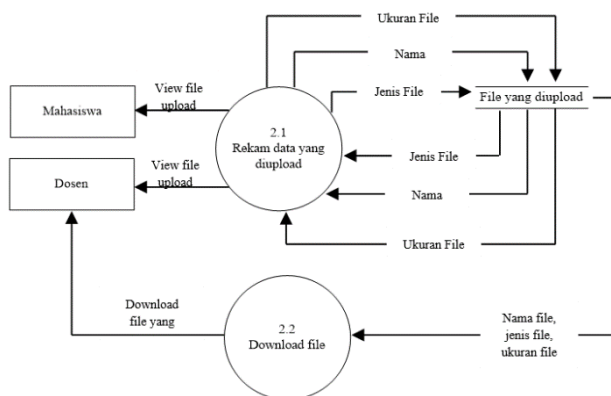 Ukuran File
Nama
View file
upload
Jenis File
File yang diupload
Mahasiswa
2.1
Rekam data yang
diupload
Jenis File
View file
upload
Dosen
Nama
Ukuran File
Download
file yang
2.2
Download file
Nama file,
jenis file,
ukuran file